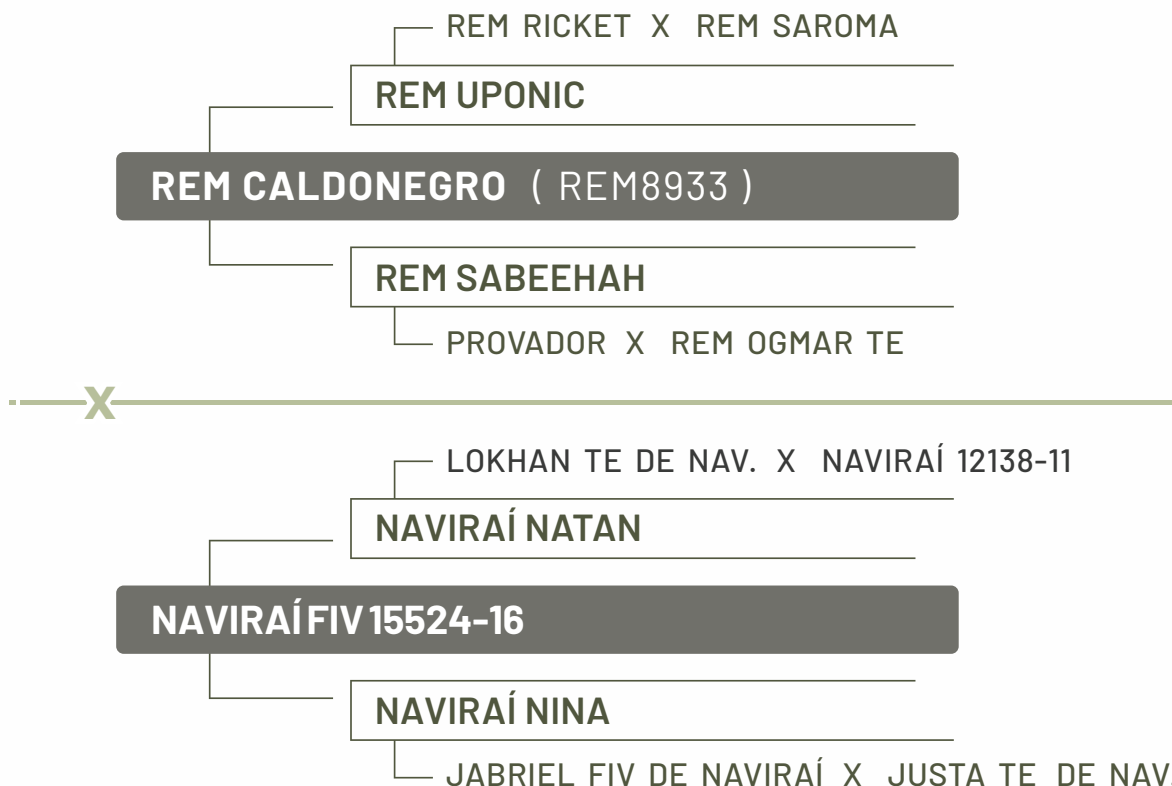 REM RICKET X REM SAROMA
REM UPONIC
REM CALDONEGRO ( REM8933 )
REM SABEEHAH
PROVADOR X REM OGMAR TE
X
LOKHAN TE DE NAV. X NAVIRAÍ 12138-11
NAVIRAÍ NATAN
NAVIRAÍ FIV 15524-16
NAVIRAÍ NINA
JABRIEL FIV DE NAVIRAÍ X JUSTA TE DE NAV.